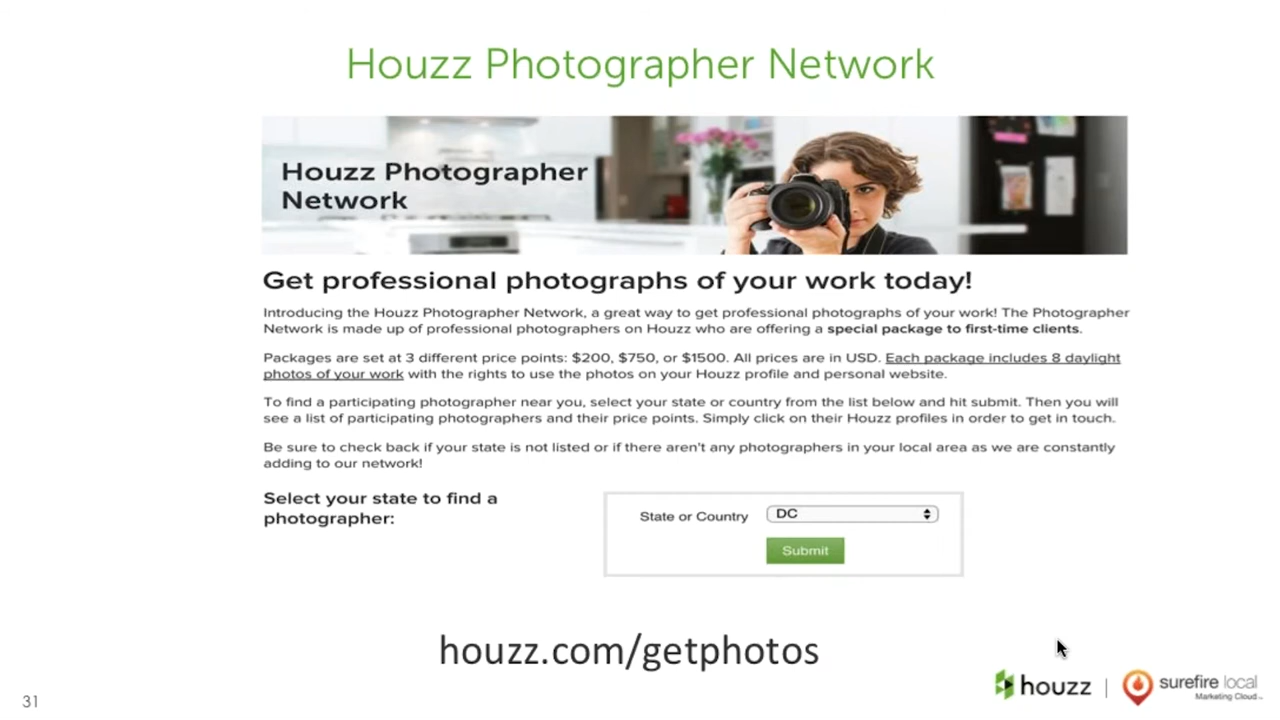 Houzz Photographer Network
Houzz Photographer
Network
Get professional photographs of your work today!
Introducing the Houzz Photographer Network, a great way to get professional photographs of your work! The Photographer
Network is made up of professional photographers on Houzz who are offering a special package to first-time clients.
Packages are set at 3 different price points: $200, $750, or $1500. All prices are in USD. Each package includes 8 daylight
photos of your work with the rights to use the photos on your Houzz profile and personal website.
To find a participating photographer near you, select your state or country from the list below and hit submit. Then you will
see a list of participating photographers and their price points. Simply click on their Houzz profiles in order to get in touch.
Be sure to check back if your state is not listed or if there aren't any photographers in your local area as we are constantly
adding to our network!
Select your state to find a
photographer:
State or Country DC
Submit
houzz.com/getphotos
houzz | surefire local
Marketing Cloud
31